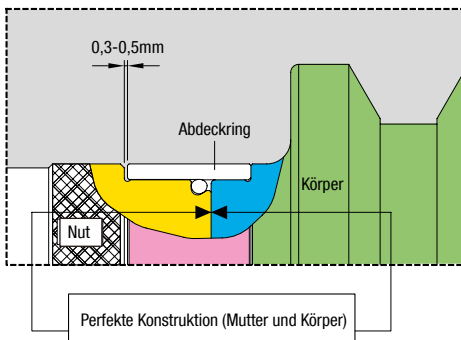 0,3-0,5mm
Abdeckring
Körper
Nut
Perfekte Konstruktion (Mutter und Körper)